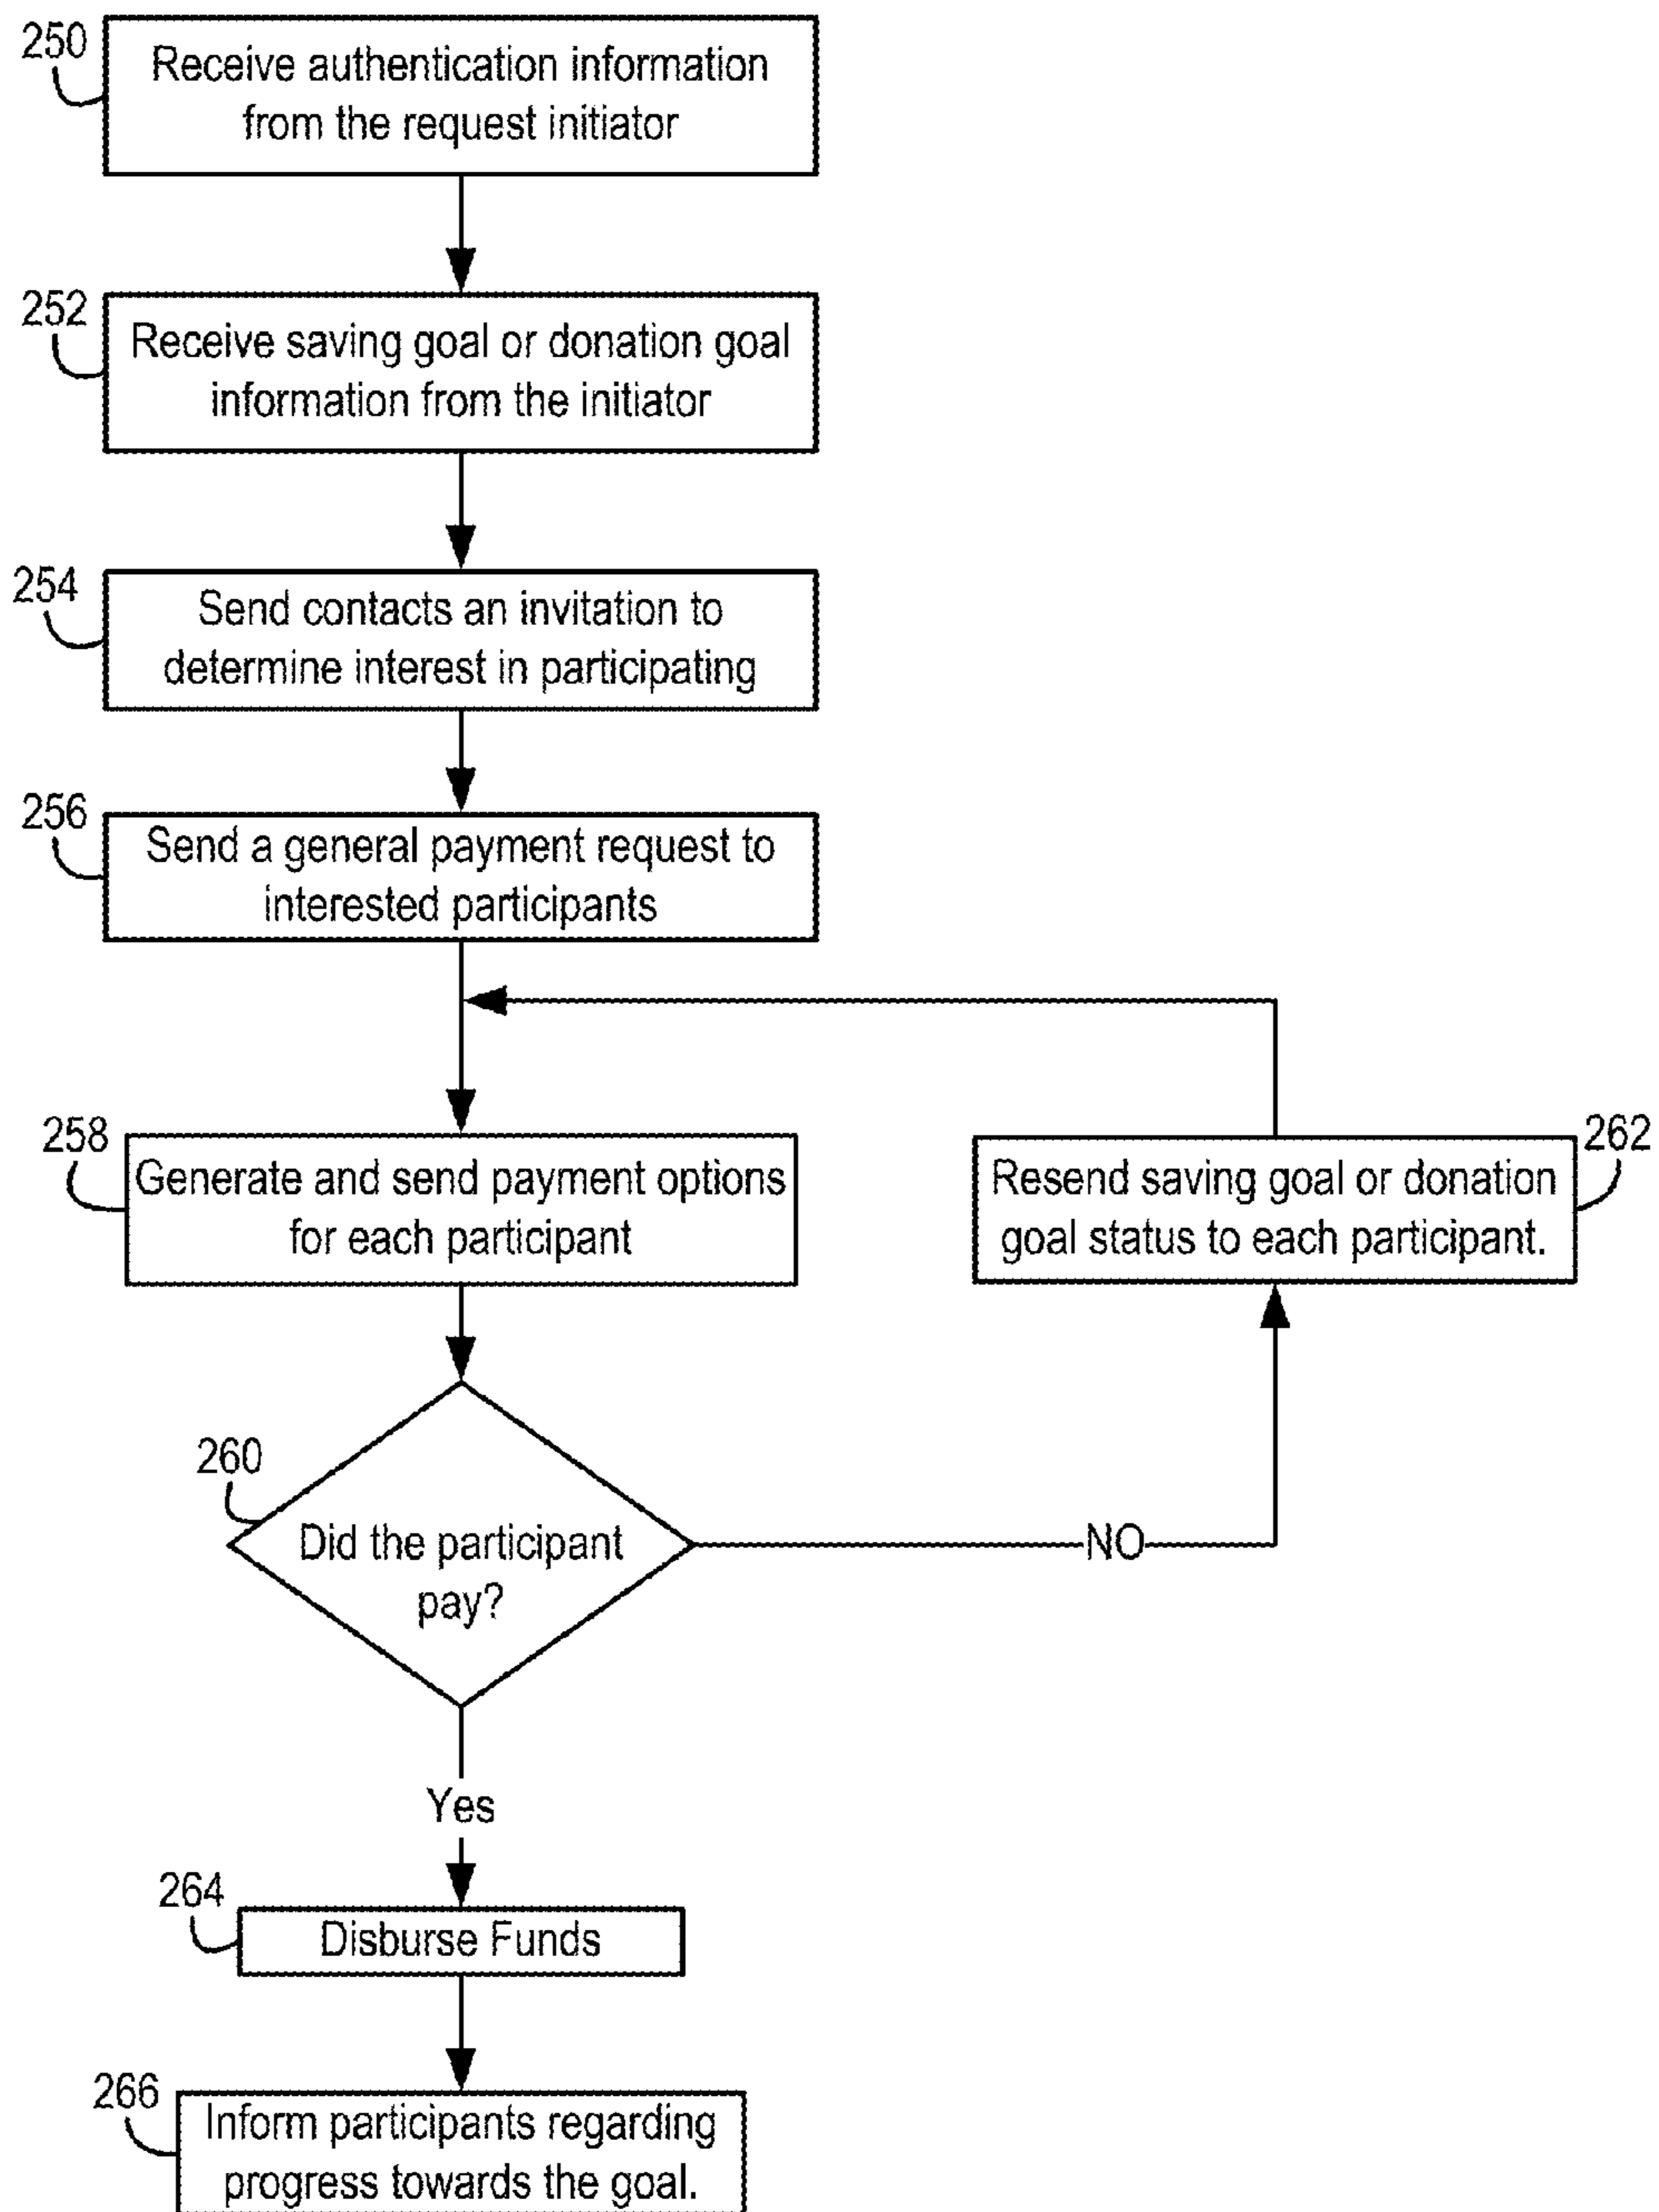 250
Receive authentication information
from the request initiator
252
Receive saving goal or donation goal
information from the initiator
254
Send contacts an invitation to
determine interest in participating
256
Send a general payment request to
interested participants
258
Generate and send payment options
for each participant
262
Resend saving goal or donation
goal status to each participant.
260
Did the participant
pay?
NO
Yes
264
Disburse Funds
266
Inform participants regarding
progress towards the goal.